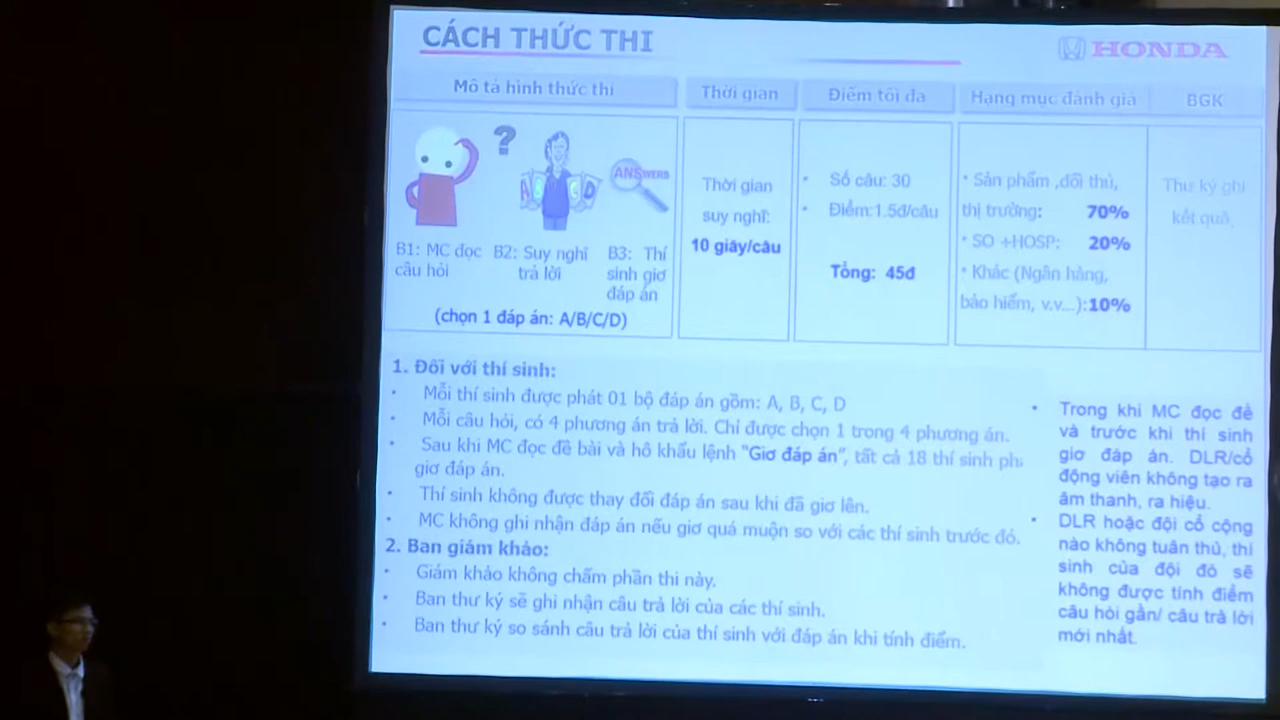 CÁCH THỨC THI
HONDA
Mô tả hình thức thi
Thời gian
Điểm tối đa
Hạng mục đánh giá
BGK
?
ANSWERS
B1: MC đọc
câu hỏi
B2: Suy nghĩ
trả lời
B3: Thí
sinh giơ
đáp án
(chọn 1 đáp án: A/B/C/D)
Thời gian
suy nghĩ:
10 giây/câu
• Số câu: 30
• Điểm:1.5đ/câu
Tổng: 45đ
• Sản phẩm ,đối thủ,
thị trường: 70%
• SO +HOSP: 20%
• Khác (Ngân hàng,
bảo hiểm, v.v...):10%
Thư ký ghi
kết quả.
1. Đối với thí sinh:
• Mỗi thí sinh được phát 01 bộ đáp án gồm: A, B, C, D
• Mỗi câu hỏi, có 4 phương án trả lời. Chỉ được chọn 1 trong 4 phương án.
• Sau khi MC đọc đề bài và hô khẩu lệnh "Giơ đáp án", tất cả 18 thí sinh
giơ đáp án.
• Thí sinh không được thay đổi đáp án sau khi đã giơ lên.
• MC không ghi nhận đáp án nếu giơ quá muộn so với các thí sinh trước đó.
2. Ban giám khảo:
• Giám khảo không chấm phần thi này.
• Ban thư ký sẽ ghi nhận câu trả lời của các thí sinh.
• Ban thư ký so sánh câu trả lời của thí sinh với đáp án khi tính điểm.
• Trong khi MC đọc đề
và trước khi thí sinh
giơ đáp án. DLR/cổ
động viên không tạo ra
âm thanh, ra hiệu.
• DLR hoặc đội cổ cộng
nào không tuân thủ, thí
sinh của đội đó sẽ
không được tính điểm
câu hỏi gần/ câu trả lời
mới nhất.